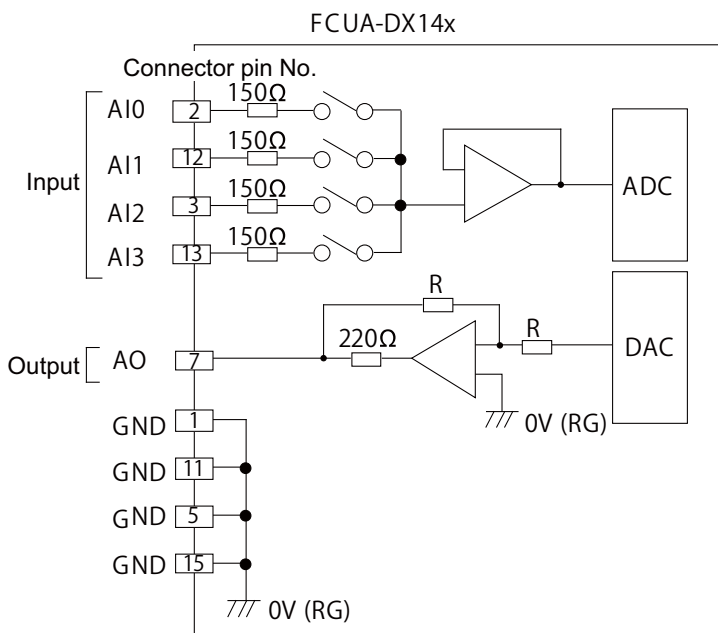 FCUA-DX14x
Connector pin No.
Input
AI0 2 150Ω
AI1 12 150Ω
AI2 3 150Ω
AI3 13 150Ω
ADC
Output AO 7 220Ω R R DAC
0V (RG)
GND 1
GND 11
GND 5
GND 15
0V (RG)